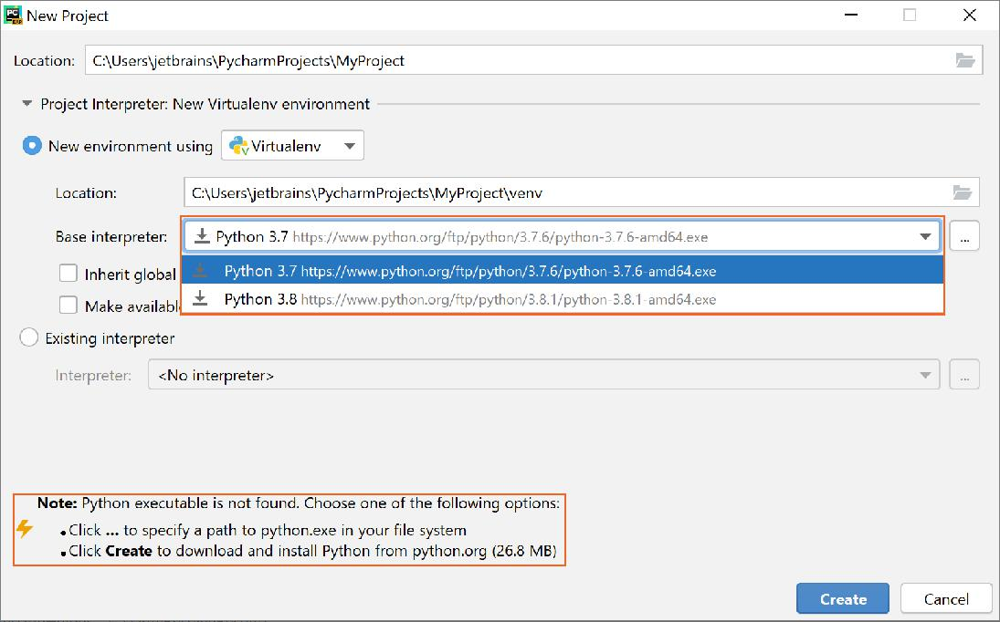 New Project
Location: C:\Users\jetbrains\PycharmProjects\MyProject
Project Interpreter: New Virtualenv environment
New environment using Virtualenv
Location: C:\Users\jetbrains\PycharmProjects\MyProject\venv
Base interpreter: Python 3.7 https://www.python.org/ftp/python/3.7.6/python-3.7.6-amd64.exe ...
Inherit global Python 3.7 https://www.python.org/ftp/python/3.7.6/python-3.7.6-amd64.exe
Python 3.8 https://www.python.org/ftp/python/3.8.1/python-3.8.1-amd64.exe
Make availabl
Existing interpreter
Interpreter: <No interpreter> ...
Note: Python executable is not found. Choose one of the following options:
• Click ... to specify a path to python.exe in your file system
• Click Create to download and install Python from python.org (26.8 MB)
Create Cancel